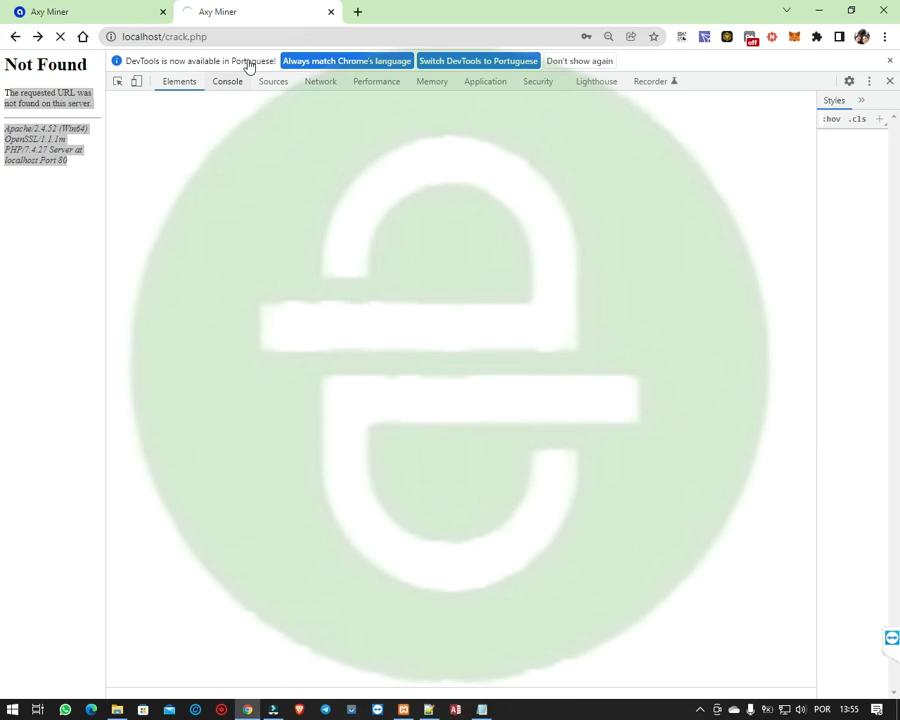 Axy Miner
Axy Miner
localhost/crack.php
off
Not Found
The requested URL was
not found on this server.
Apache/2.4.52 (Win64)
OpenSSL/1.1.1m
PHP/7.4.27 Server at
localhost Port 80
DevTools is now available in Portuguese!
Always match Chrome's language
Switch DevTools to Portuguese
Don't show again
Elements
Console
Sources
Network
Performance
Memory
Application
Security
Lighthouse
Recorder
Styles
:hov .cls
POR
13:55